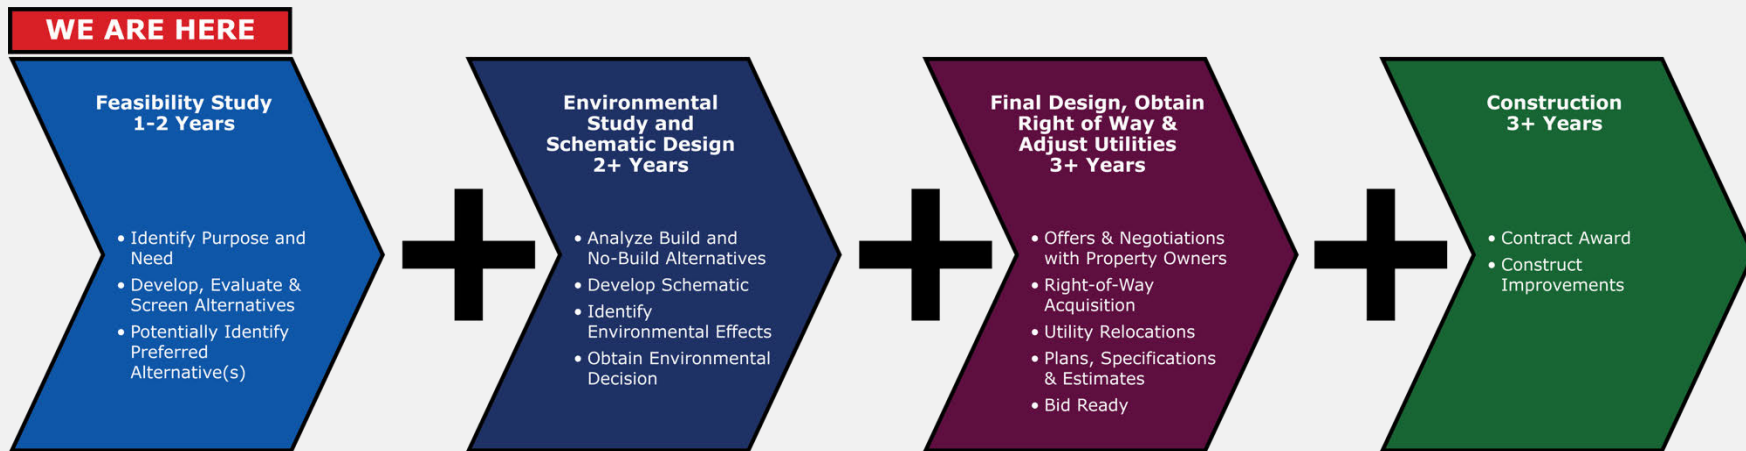 WE ARE HERE
Feasibility Study
1-2 Years
• Identify Purpose and
Need
• Develop, Evaluate &
Screen Alternatives
• Potentially Identify
Preferred
Alternative(s)
Environmental
Study and
Schematic Design
2+ Years
• Analyze Build and
No-Build Alternatives
• Develop Schematic
• Identify
Environmental Effects
• Obtain Environmental
Decision
Final Design, Obtain
Right of Way &
Adjust Utilities
3+ Years
• Offers & Negotiations
with Property Owners
• Right-of-Way
Acquisition
• Utility Relocations
• Plans, Specifications
& Estimates
• Bid Ready
Construction
3+ Years
• Contract Award
• Construct
Improvements